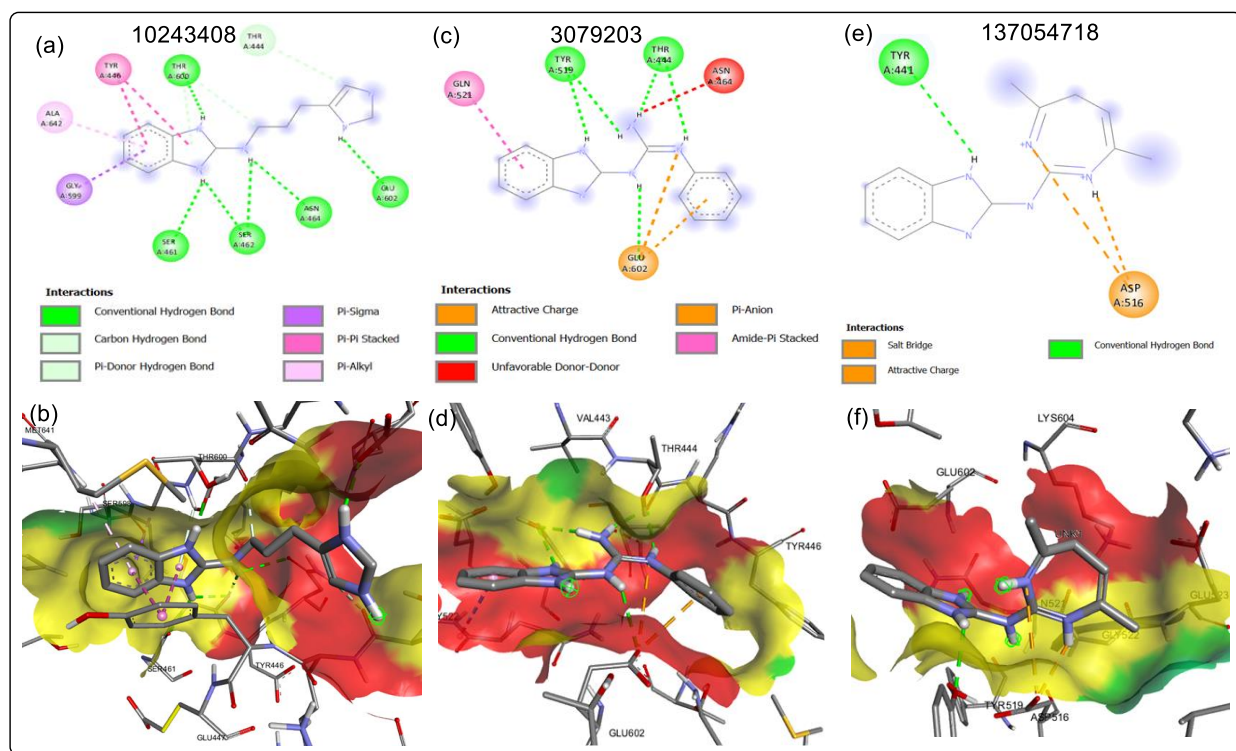 (a) 10243408
THR
A:444
TYR
A:446
THR
A:600
ALA
A:642
GLY
A:599
SER
A:461
SER
A:462
ASN
A:464
GLU
A:602
Interactions
Conventional Hydrogen Bond
Carbon Hydrogen Bond
Pi-Donor Hydrogen Bond
Pi-Sigma
Pi-Pi Stacked
Pi-Alkyl
(c) 3079203
TYR
A:519
THR
A:444
ASN
A:464
GLN
A:521
GLU
A:602
Interactions
Attractive Charge
Conventional Hydrogen Bond
Unfavorable Donor-Donor
Pi-Anion
Amide-Pi Stacked
(e) 137054718
TYR
A:441
ASP
A:516
Interactions
Salt Bridge
Attractive Charge
Conventional Hydrogen Bond
(b)
MET641
THR600
SER461
TYR446
(d)
VAL443
THR444
TYR446
GLU602
(f)
LYS604
GLU602
GLU523
GLY522
TYR519
ASP516